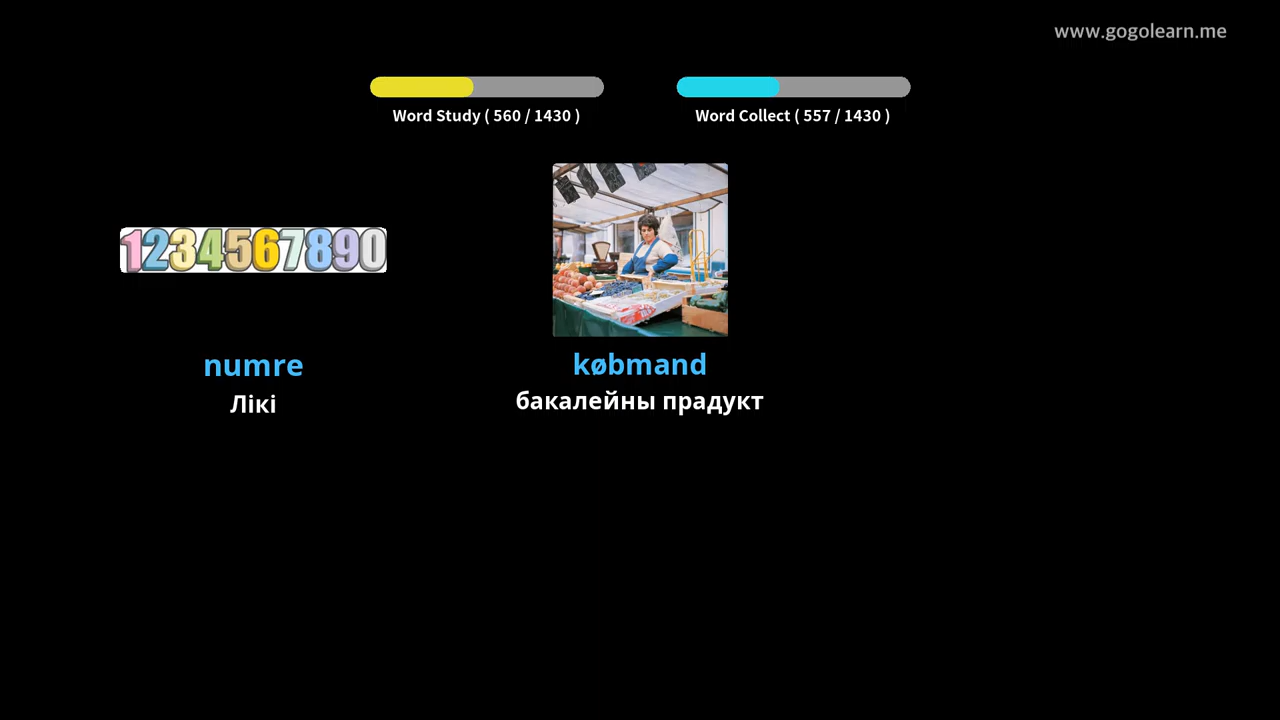 www.gogolearn.me
Word Study ( 560 / 1430 )
Word Collect ( 557 / 1430 )
1234567890
numre
Лікі
købmand
бакалейны прадукт